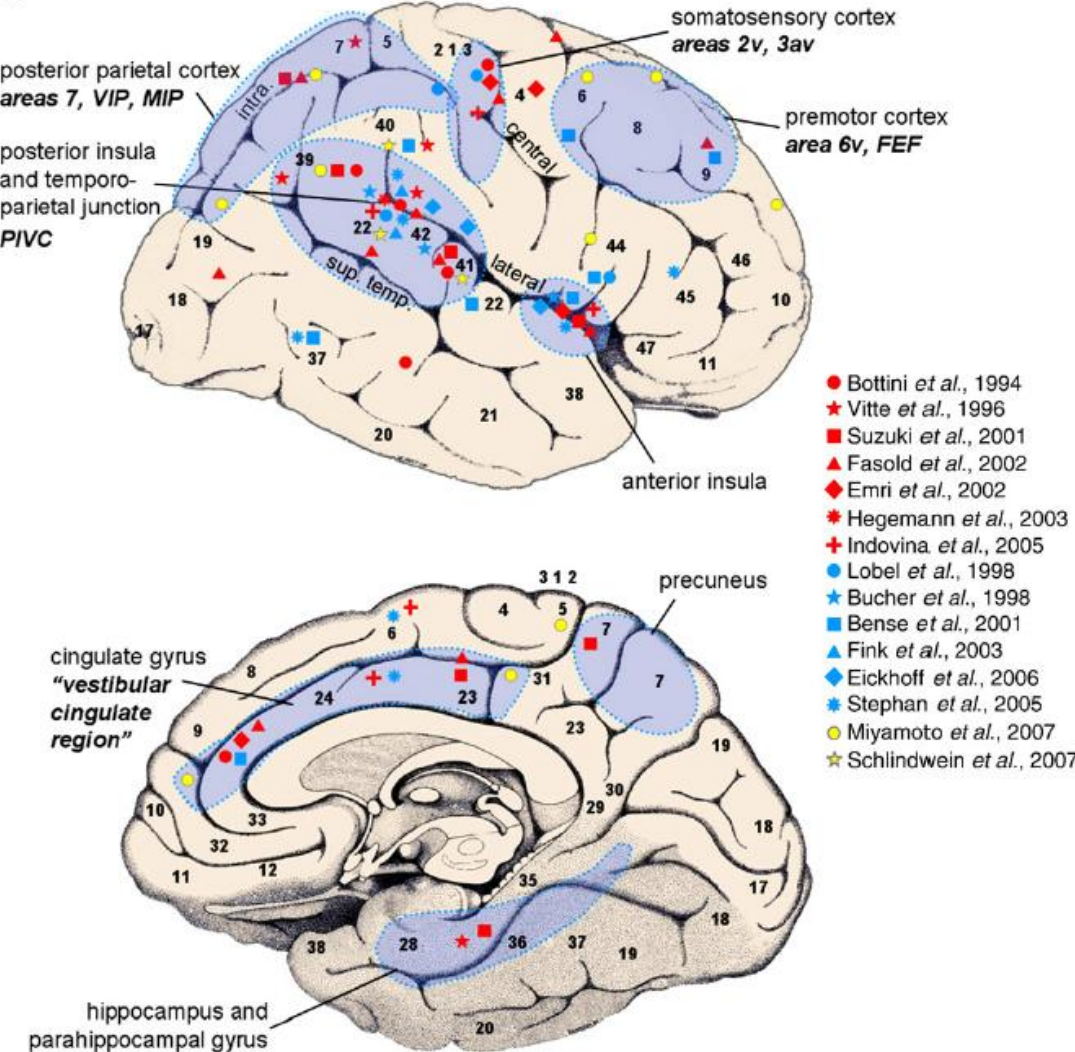 somatosensory cortex
areas 2v, 3av
posterior parietal cortex
areas 7, VIP, MIP
premotor cortex
area 6v, FEF
posterior insula
and temporo-
parietal junction
PIVC
7
5
2 1 3
4
6
8
9
intra.
central
40
39
22
42
41
sup. temp.
lateral
22
19
18
17
37
20
21
38
44
45
46
10
47
11
anterior insula
Bottini et al., 1994
Vitte et al., 1996
Suzuki et al., 2001
Fasold et al., 2002
Emri et al., 2002
Hegemann et al., 2003
Indovina et al., 2005
Lobel et al., 1998
Bucher et al., 1998
Bense et al., 2001
Fink et al., 2003
Eickhoff et al., 2006
Stephan et al., 2005
Miyamoto et al., 2007
Schlindwein et al., 2007
precuneus
cingulate gyrus
“vestibular
cingulate
region”
3 1 2
4
5
6
7
7
8
9
24
23
31
23
10
33
32
11
12
30
29
19
18
17
18
35
28
36
37
19
38
20
hippocampus and
parahippocampal gyrus